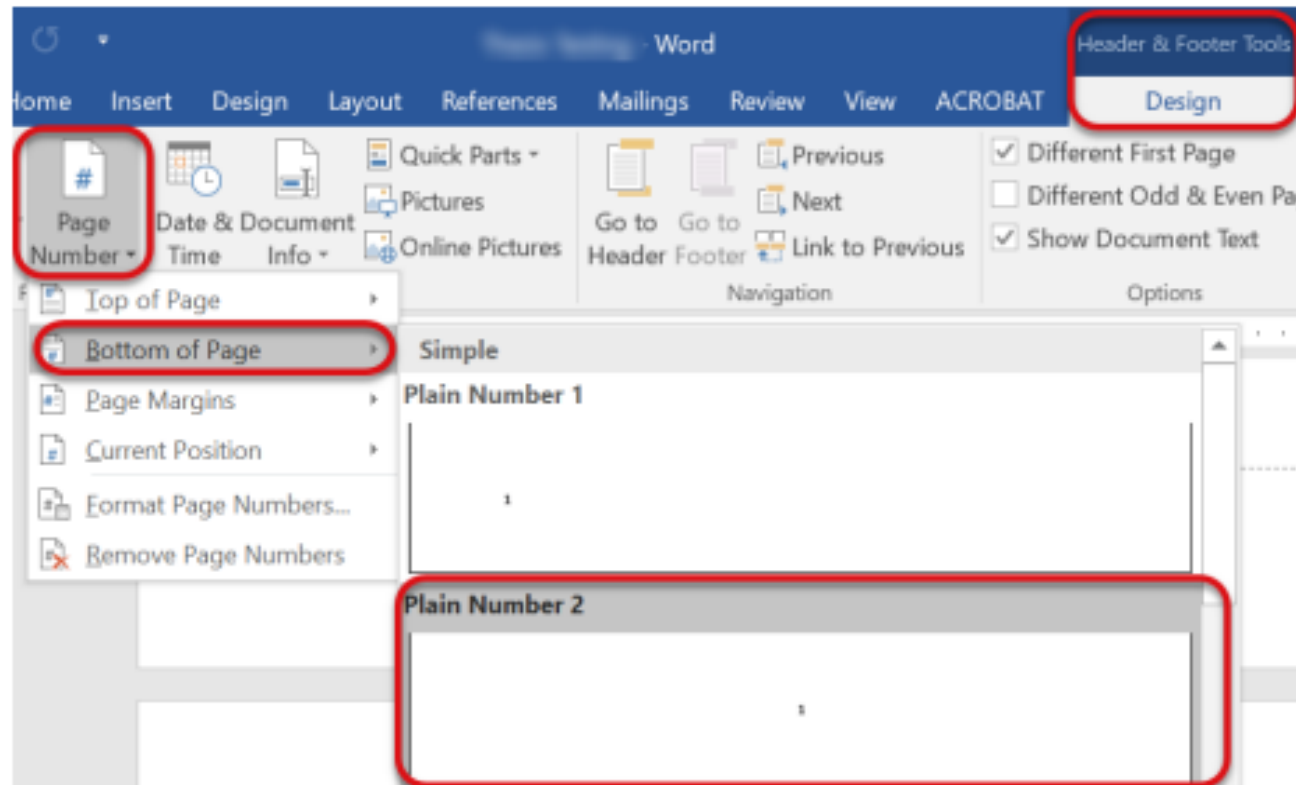 Word
Header & Footer Tools
Home Insert Design Layout References Mailings Review View ACROBAT Design
Page Number
Date & Time
Document Info
Quick Parts
Pictures
Online Pictures
Go to Header
Go to Footer
Previous
Next
Link to Previous
Navigation
Different First Page
Different Odd & Even Pa
Show Document Text
Options
Top of Page
Bottom of Page
Page Margins
Current Position
Format Page Numbers...
Remove Page Numbers
Simple
Plain Number 1
1
Plain Number 2
1